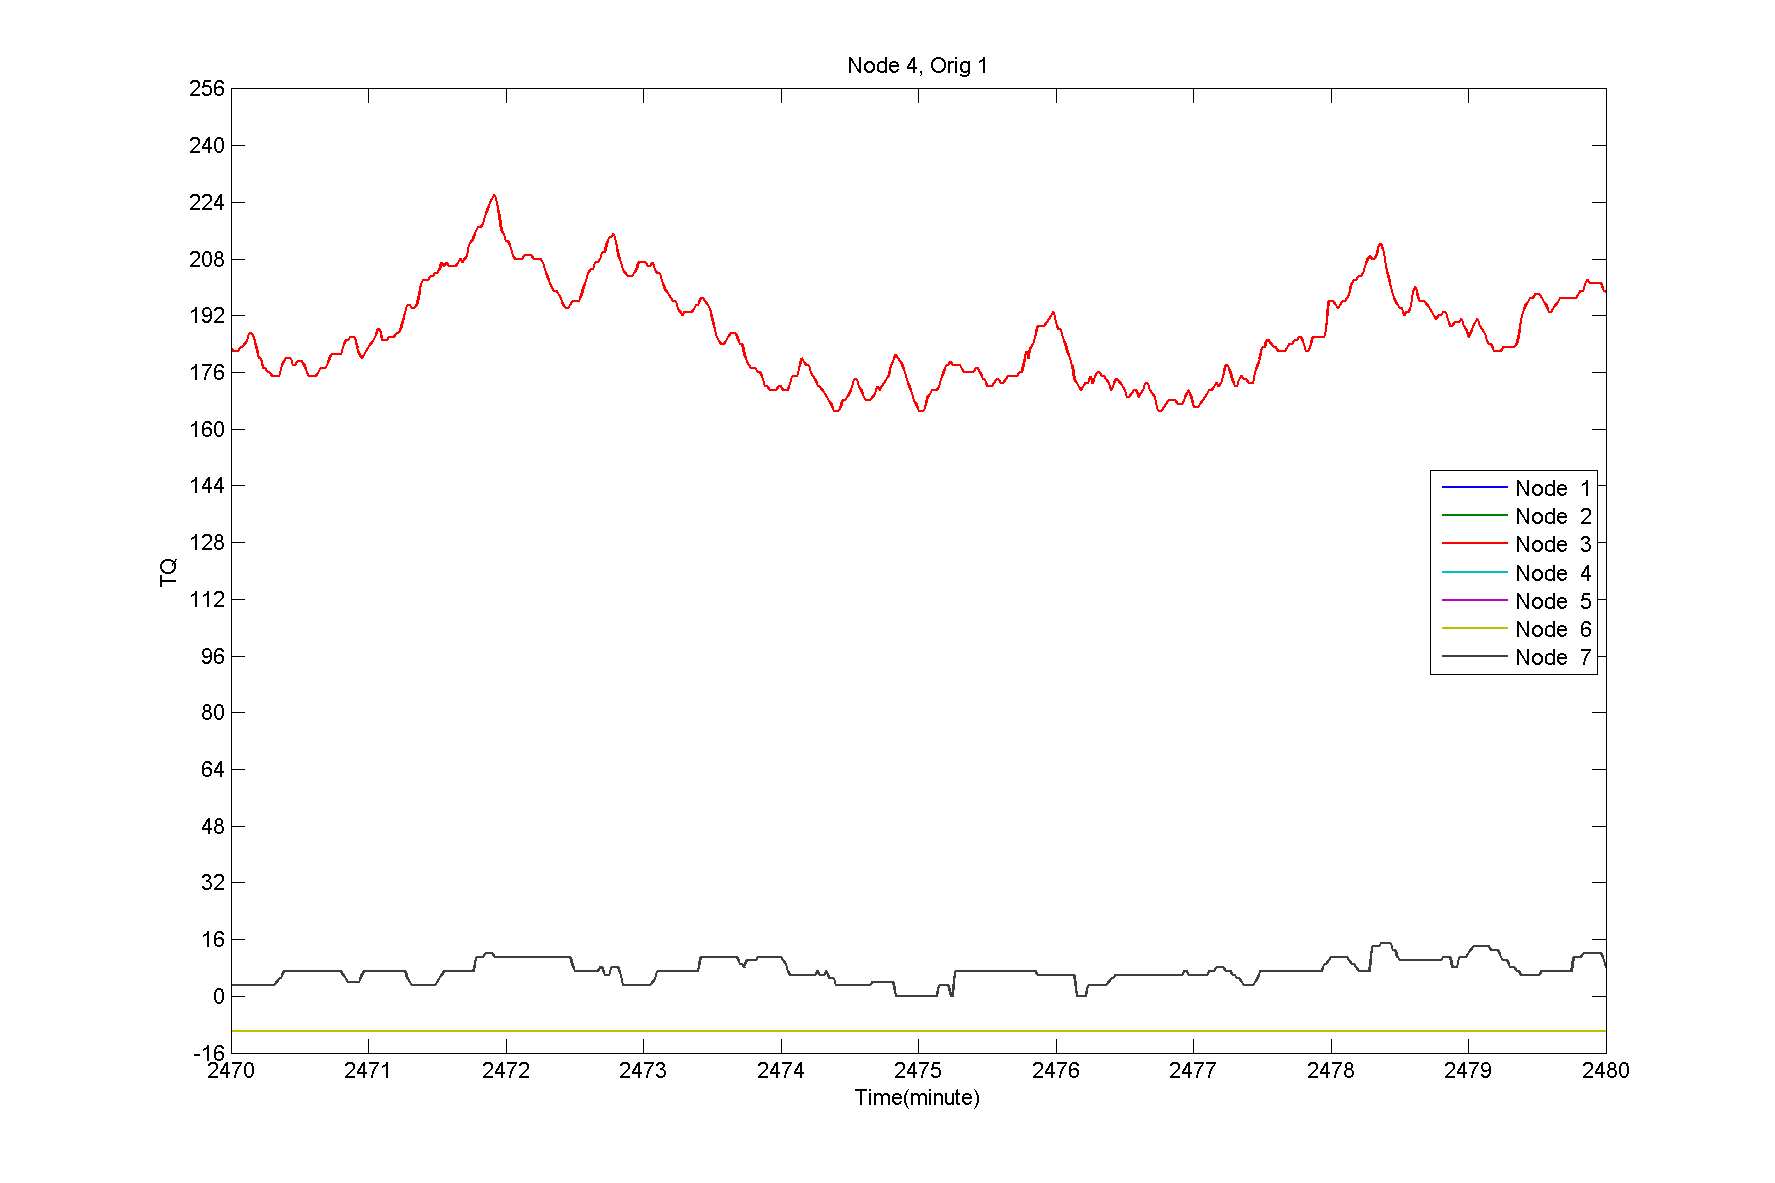 Node 4, Orig 1
256
240
224
208
192
176
160
144
128
112
96
80
64
48
32
16
0
-16
TQ
Node 1
Node 2
Node 3
Node 4
Node 5
Node 6
Node 7
2470 2471 2472 2473 2474 2475 2476 2477 2478 2479 2480
Time(minute)